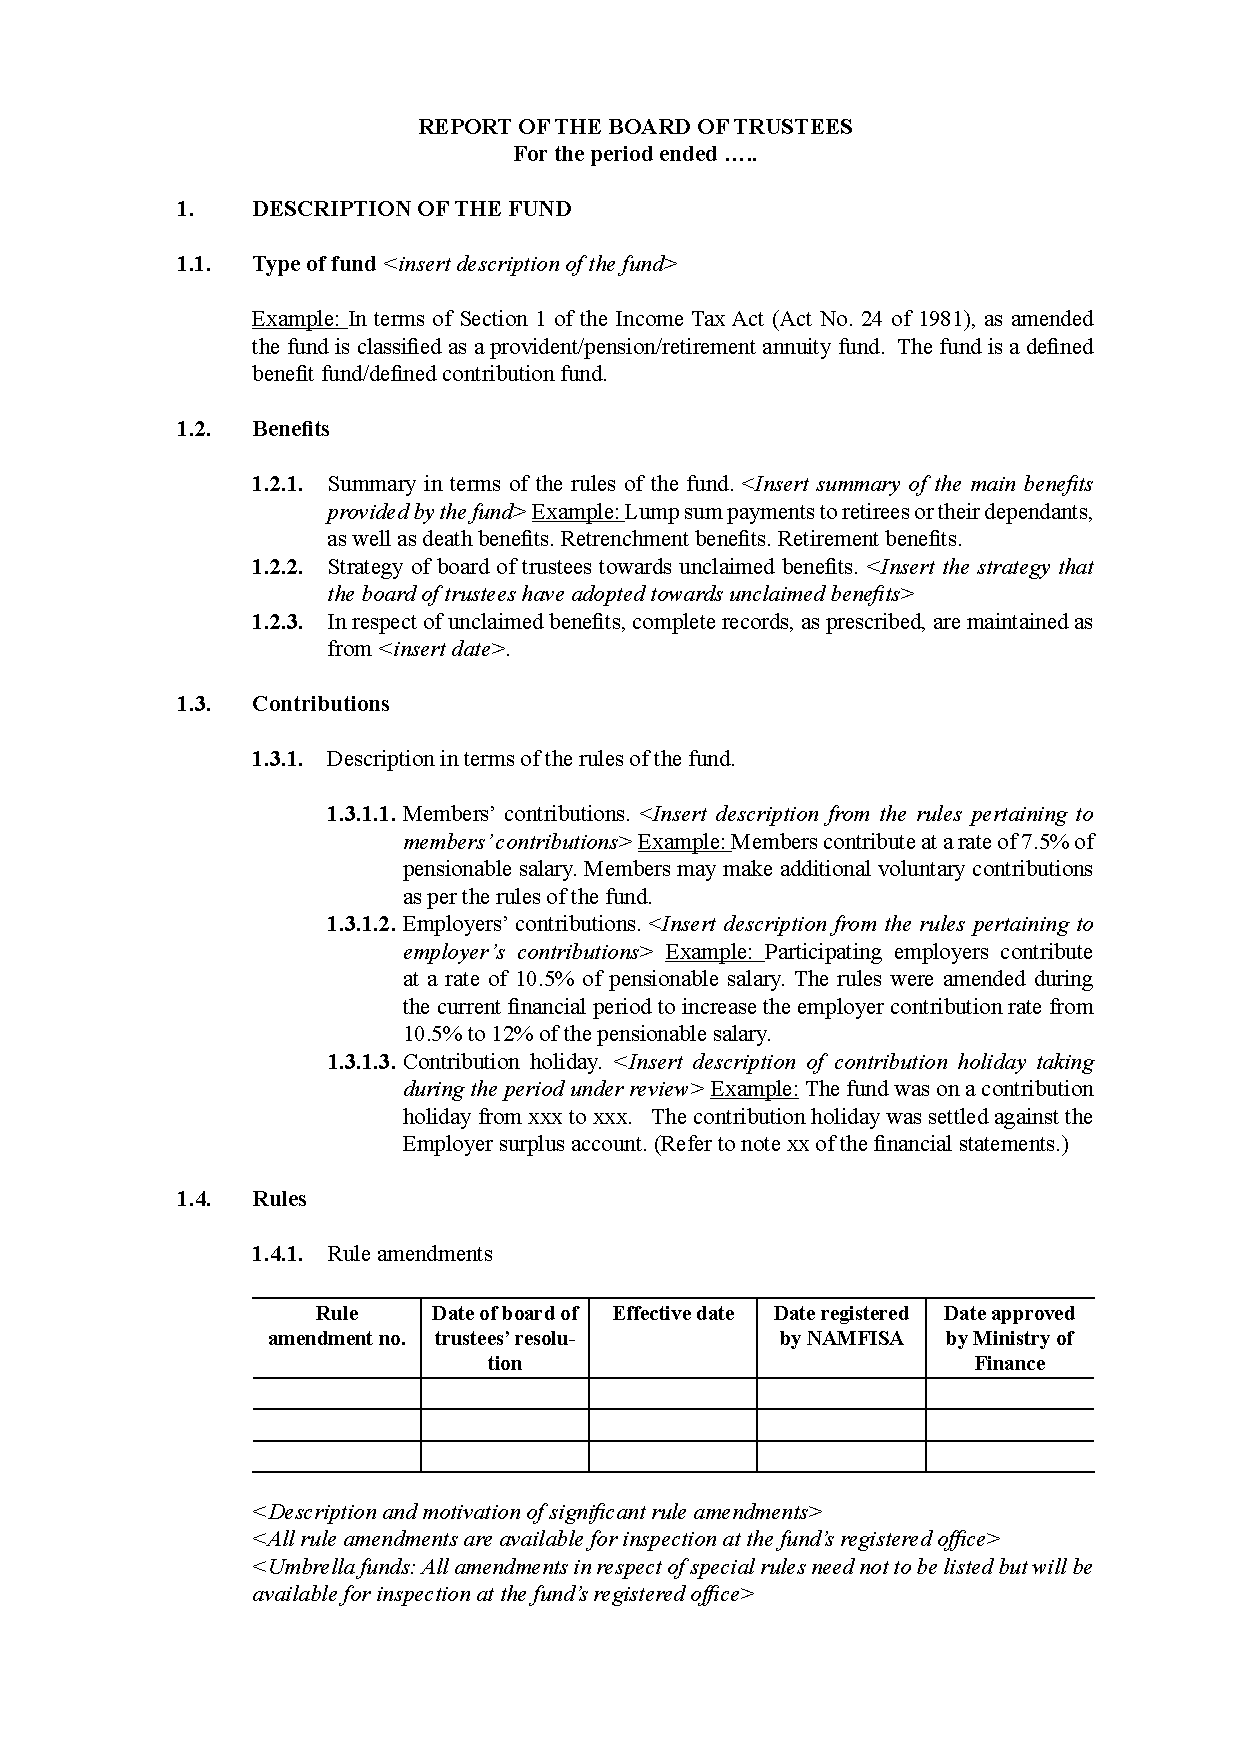 REPORT OF THE BOARD OF TRUSTEES
For the period ended …..
1. DESCRIPTION OF THE FUND
1.1. Type of fund <insert description of the fund>
Example: In terms of Section 1 of the Income Tax Act (Act No. 24 of 1981), as amended
the fund is classified as a provident/pension/retirement annuity fund. The fund is a defined
benefit fund/defined contribution fund.
1.2. Benefits
1.2.1. Summary in terms of the rules of the fund. <Insert summary of the main benefits
provided by the fund> Example: Lump sum payments to retirees or their dependants,
as well as death benefits. Retrenchment benefits. Retirement benefits.
1.2.2. Strategy of board of trustees towards unclaimed benefits. <Insert the strategy that
the board of trustees have adopted towards unclaimed benefits>
1.2.3. In respect of unclaimed benefits, complete records, as prescribed, are maintained as
from <insert date>.
1.3. Contributions
1.3.1. Description in terms of the rules of the fund.
1.3.1.1. Members’ contributions. <Insert description from the rules pertaining to
members’ contributions> Example: Members contribute at a rate of 7.5% of
pensionable salary. Members may make additional voluntary contributions
as per the rules of the fund.
1.3.1.2. Employers’ contributions. <Insert description from the rules pertaining to
employer’s contributions> Example: Participating employers contribute
at a rate of 10.5% of pensionable salary. The rules were amended during
the current financial period to increase the employer contribution rate from
10.5% to 12% of the pensionable salary.
1.3.1.3. Contribution holiday. <Insert description of contribution holiday taking
during the period under review> Example: The fund was on a contribution
holiday from xxx to xxx. The contribution holiday was settled against the
Employer surplus account. (Refer to note xx of the financial statements.)
1.4. Rules
1.4.1. Rule amendments
Rule Date of board of Effective date Date registered Date approved
amendment no. trustees’ resolu- by NAMFISA by Ministry of
tion Finance
<Description and motivation of significant rule amendments>
<All rule amendments are available for inspection at the fund’s registered office>
<Umbrella funds: All amendments in respect of special rules need not to be listed but will be
available for inspection at the fund’s registered office>